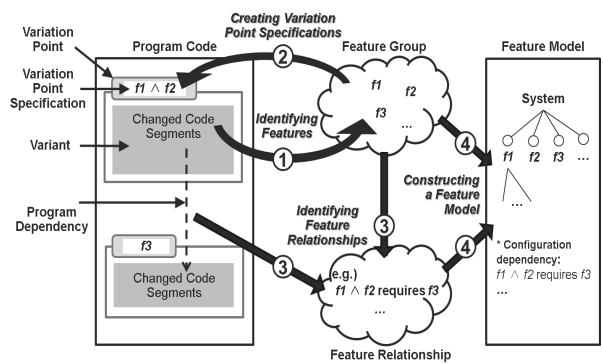 Creating Variation
Point Specifications
Variation
Point
Program Code
Feature Group
Feature Model
2
Variation
Point
Specification
f1 ∧ f2
f1
f2
f3
...
System
Changed Code
Segments
Identifying
Features
Variant
1
4
f1 f2 f3 ...
Constructing
a Feature
Model
...
Program
Dependency
Identifying
Feature
Relationships
3
4
f3
* Configuration
dependency:
f1 ∧ f2 requires f3
...
3
(e.g.)
f1 ∧ f2 requires f3
...
Changed Code
Segments
Feature Relationship